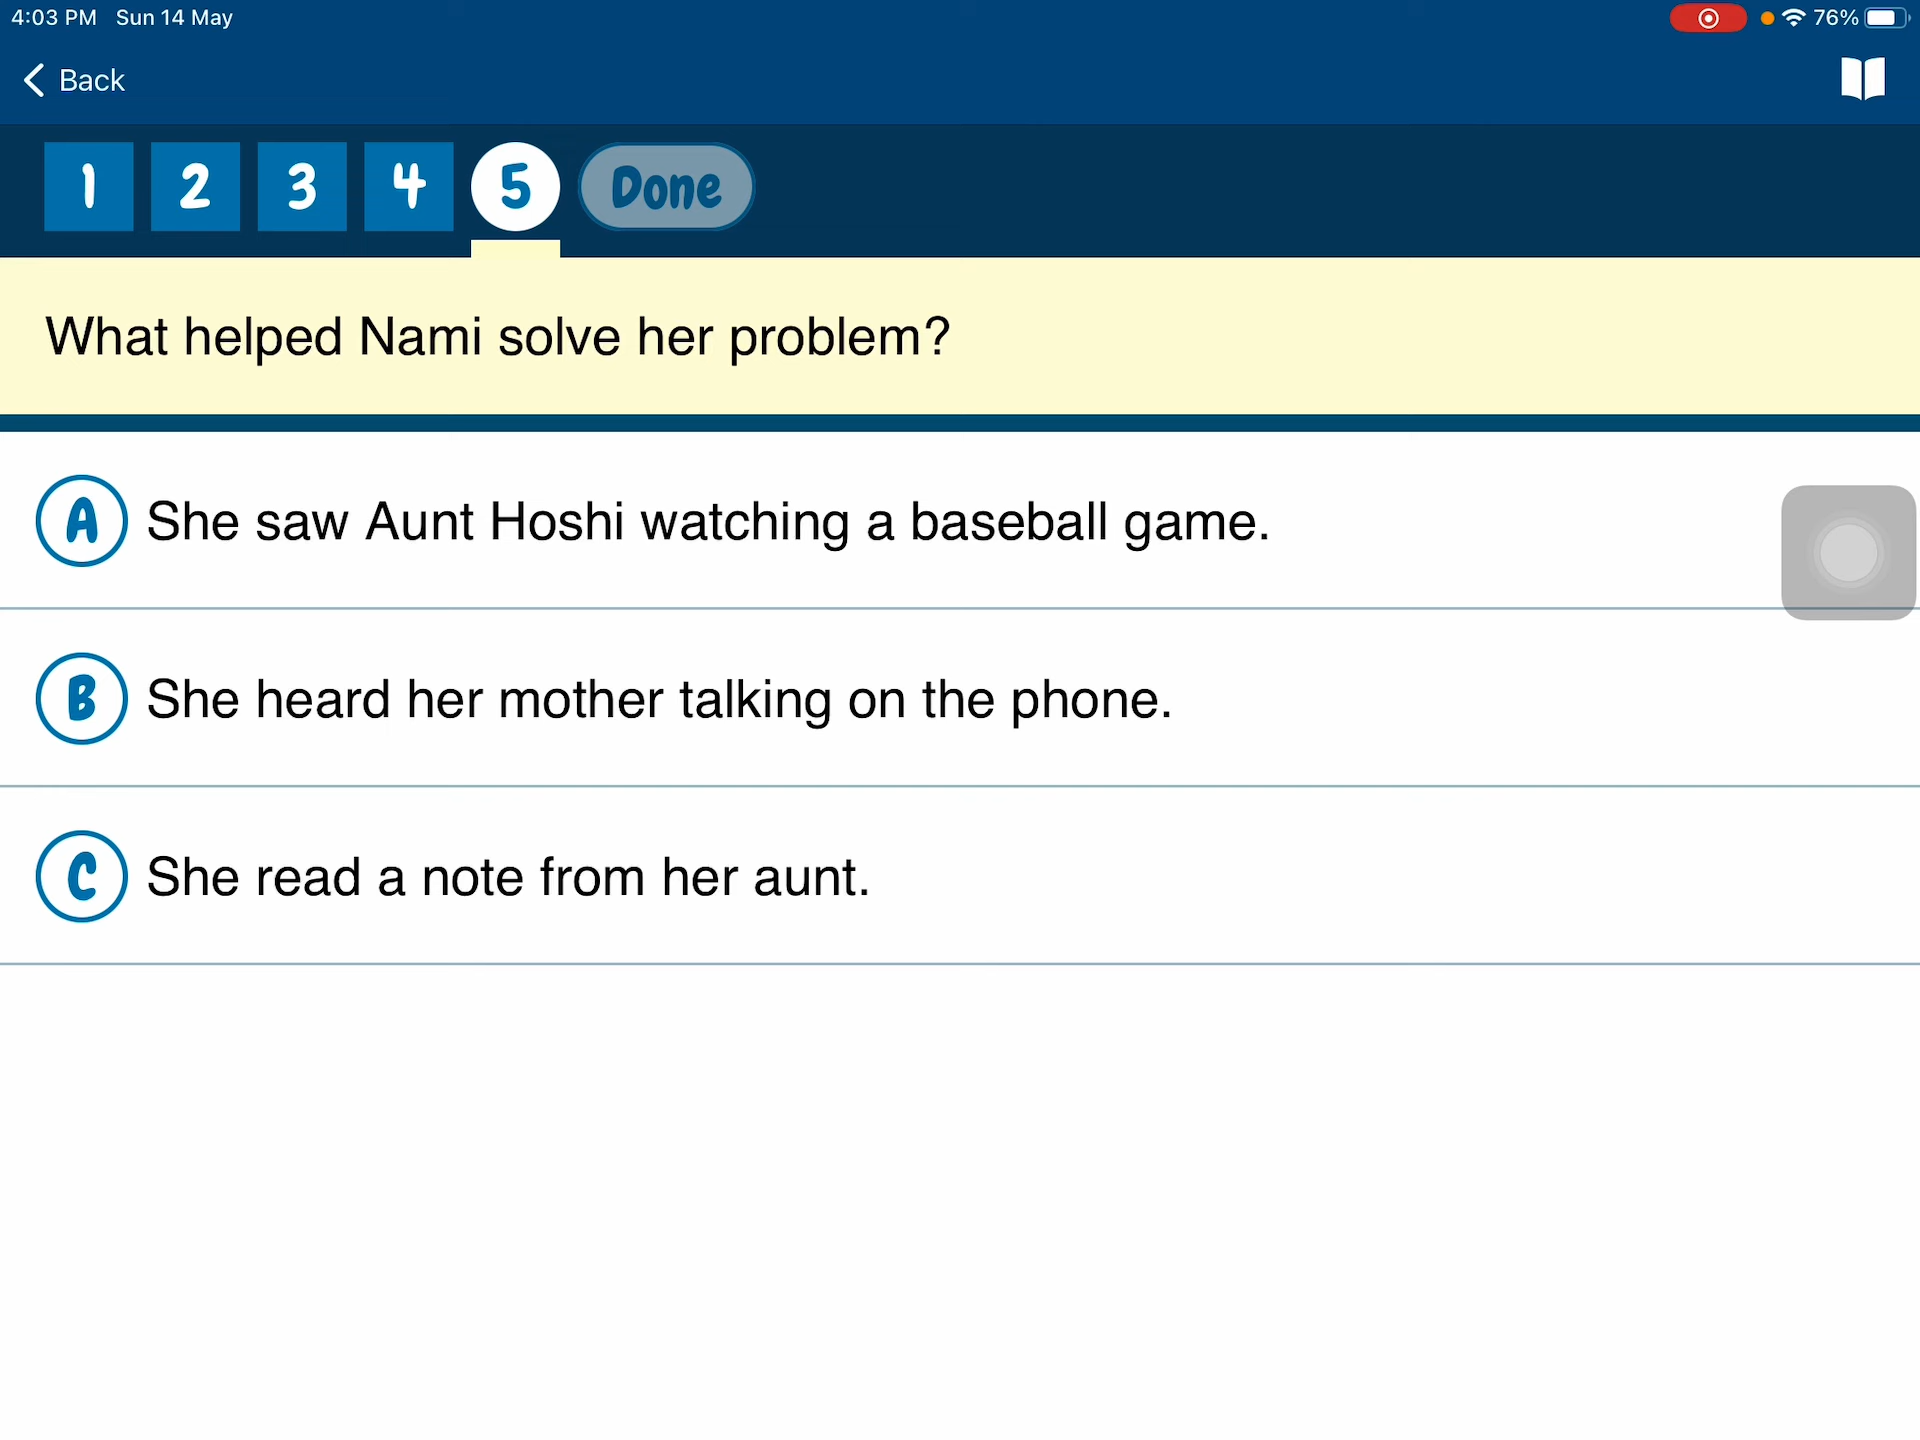 4:03 PM Sun 14 May 76%
Back
1 2 3 4 5 Done
What helped Nami solve her problem?
A She saw Aunt Hoshi watching a baseball game.
B She heard her mother talking on the phone.
C She read a note from her aunt.